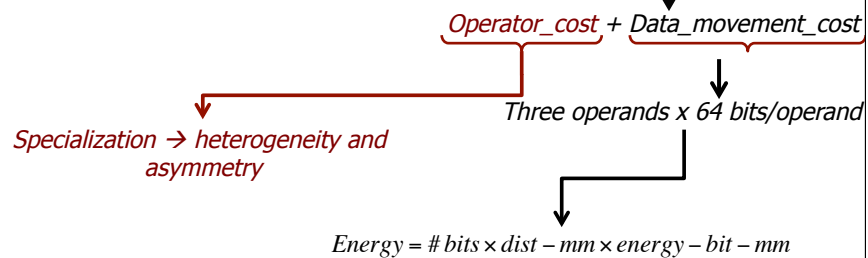 Operator_cost + Data_movement_cost
Three operands x 64 bits/operand
Specialization → heterogeneity and
asymmetry
Energy = # bits × dist − mm × energy − bit − mm